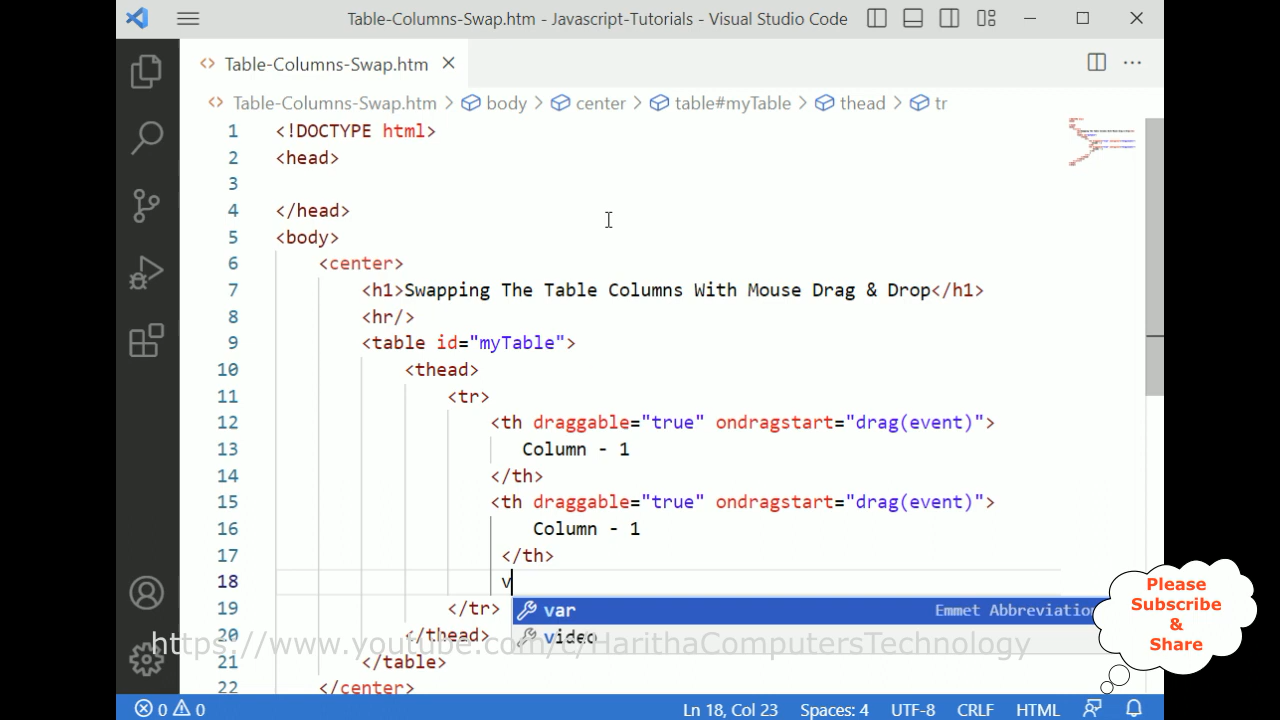 Table-Columns-Swap.htm - Javascript-Tutorials - Visual Studio Code
Table-Columns-Swap.htm
Table-Columns-Swap.htm > body > center > table#myTable > thead > tr
1 <!DOCTYPE html>
2 <head>
3
4 </head>
5 <body>
6 <center>
7 <h1>Swapping The Table Columns With Mouse Drag & Drop</h1>
8 <hr/>
9 <table id="myTable">
10 <thead>
11 <tr>
12 <th draggable="true" ondragstart="drag(event)">
13 Column - 1
14 </th>
15 <th draggable="true" ondragstart="drag(event)">
16 Column - 1
17 </th>
18 v
var Emmet Abbreviation
19 </tr>
video
20 </thead>
https://www.youtube.com/c/HarithaComputersTechnology
21 </table>
22 </center>
Please
Subscribe
&
Share
0 0 Ln 18, Col 23 Spaces: 4 UTF-8 CRLF HTML